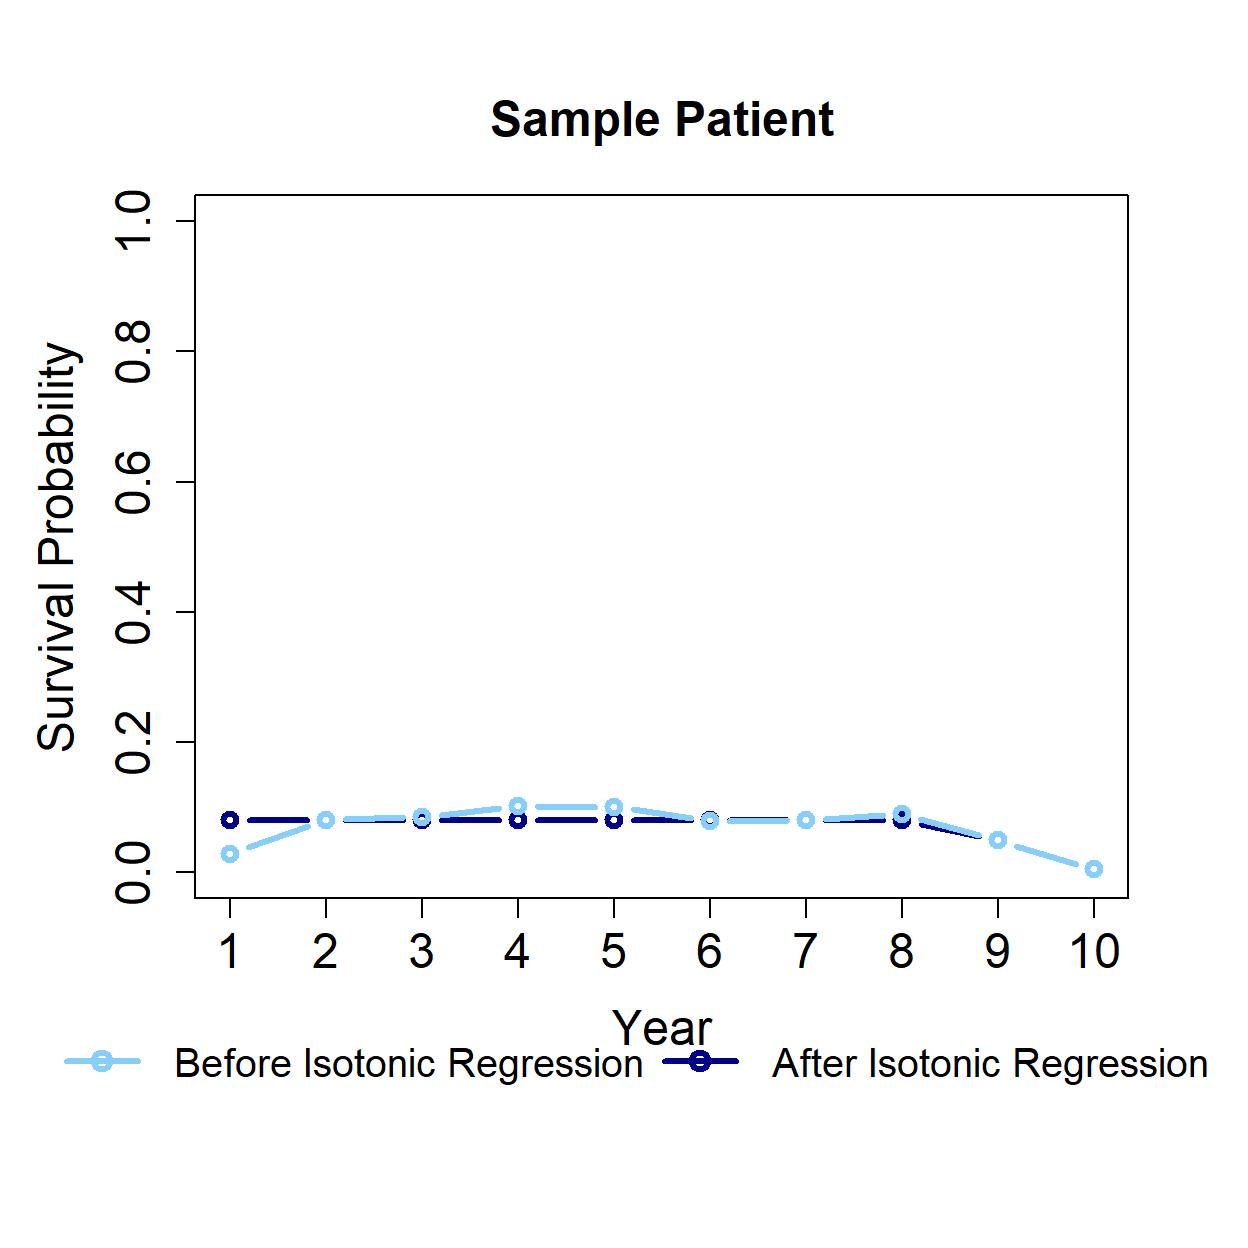 Sample Patient
Survival Probability
1.0
0.8
0.6
0.4
0.2
0.0
1 2 3 4 5 6 7 8 9 10
Year
Before Isotonic Regression After Isotonic Regression